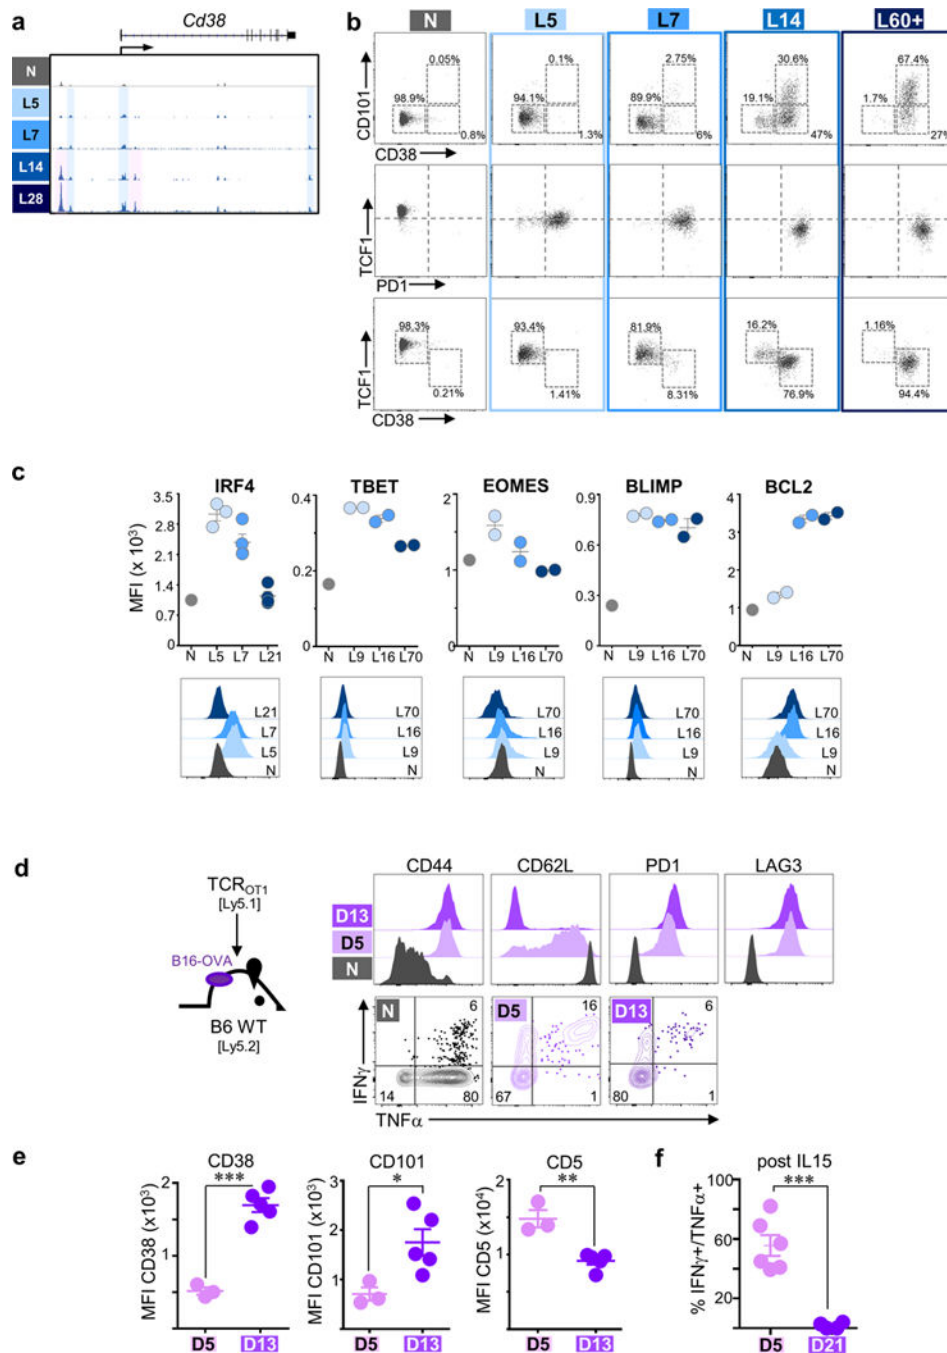 a
Cd38
N
L5
L7
L14
L28
b
N L5 L7 L14 L60+
CD101
0.05% 0.1% 2.75% 30.6% 67.4%
98.9% 94.1% 89.9% 19.1% 1.7%
0.8% 1.3% 6% 47% 27%
CD38
TCF1
PD1
TCF1
98.3% 93.4% 81.9% 16.2% 1.16%
0.21% 1.41% 8.31% 76.9% 94.4%
CD38
c
IRF4 TBET EOMES BLIMP BCL2
MFI (x 10³)
3.5
2.8
2.1
1.4
0.7
0
N L5 L7 L21
0.4
0.2
0
N L9 L16 L70
3
2
1
0
N L9 L16 L70
0.9
0.6
0.3
0
N L9 L16 L70
4
3
2
1
0
N L9 L16 L70
L21
L7
L5
N
L70
L16
L9
N
L70
L16
L9
N
L70
L16
L9
N
L70
L16
L9
N
d
TCR_OT1
[Ly5.1]
B16-OVA
B6 WT
[Ly5.2]
CD44 CD62L PD1 LAG3
D13
D5
N
IFNγ
N 6
14 80
D5 16
67 1
D13 6
80 1
TNFα
e
CD38
***
MFI CD38 (x10³)
2
1
D5 D13
CD101
*
MFI CD101 (x10³)
3
2
1
0
D5 D13
CD5
**
MFI CD5 (x10⁴)
2
1
D5 D13
f
post IL15
***
% IFNγ+/TNFα+
100
60
20
0
D5 D21